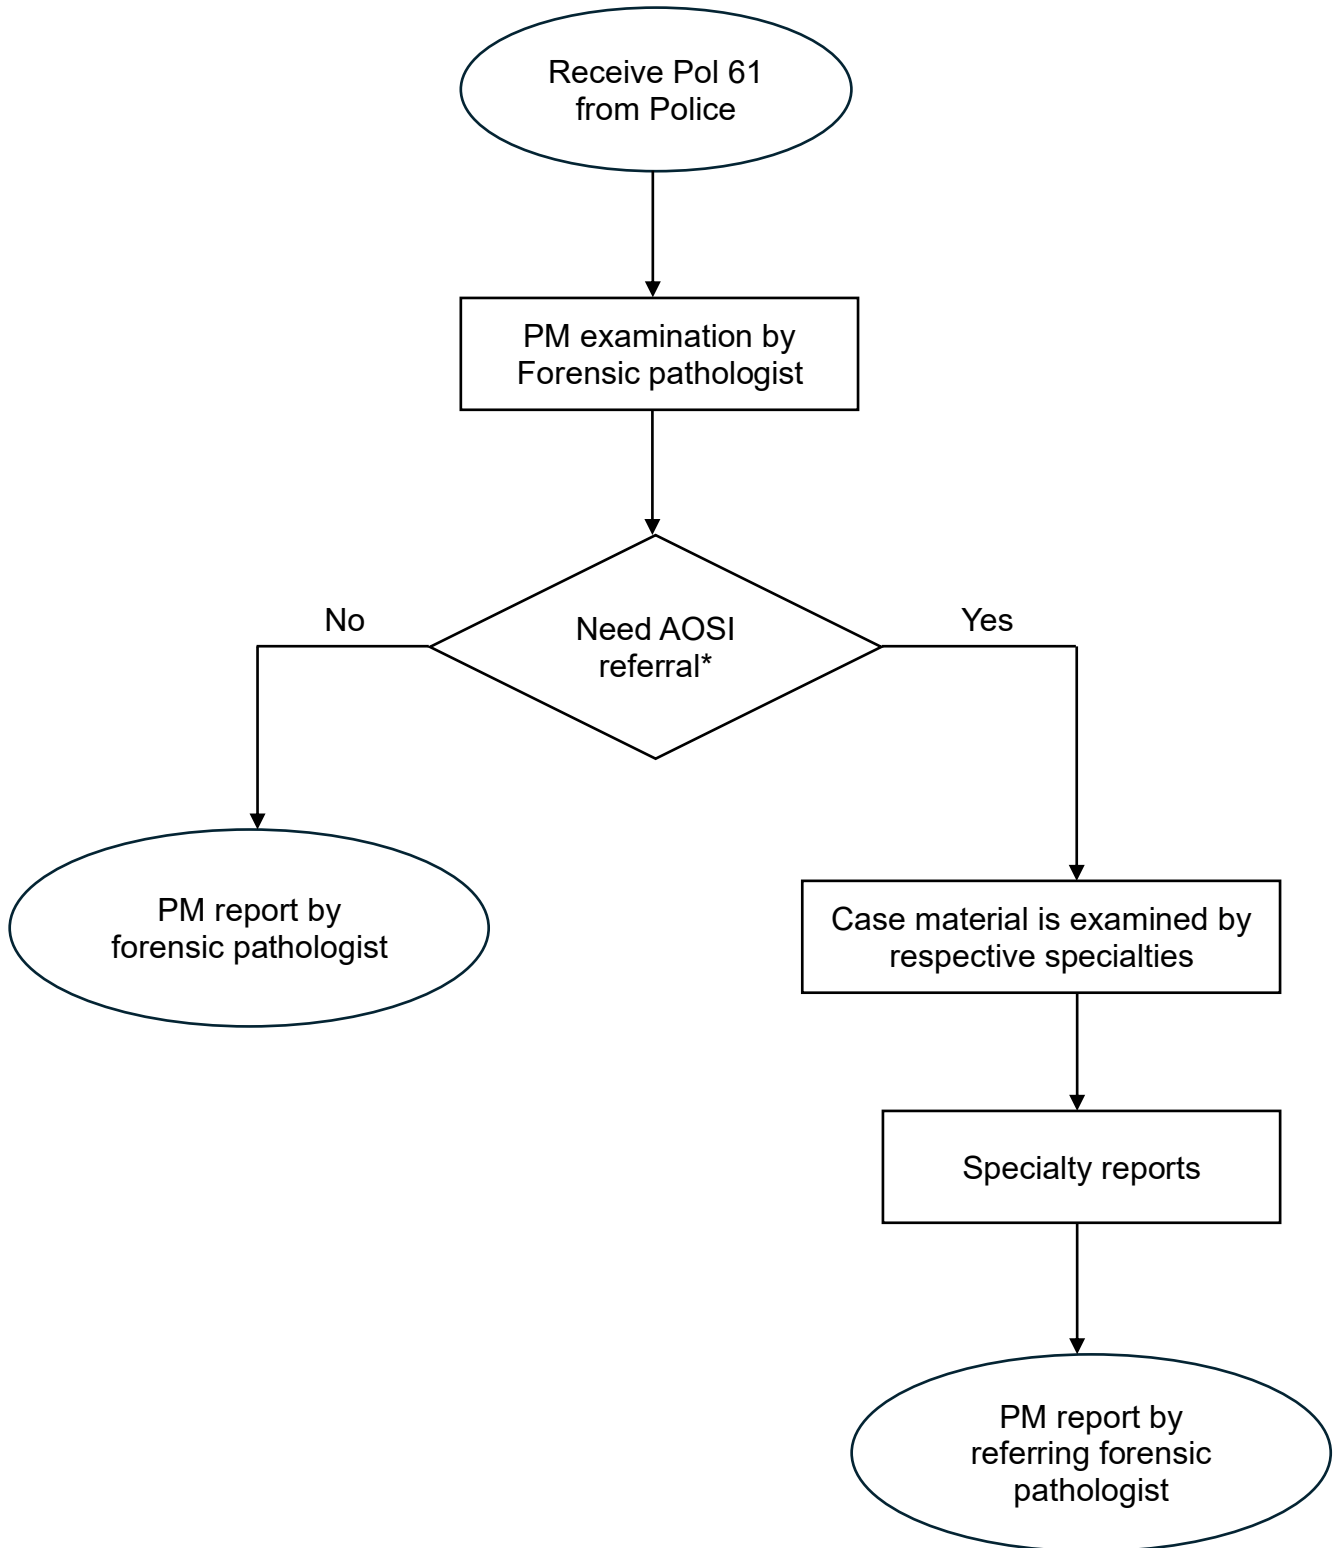 Receive Pol 61
from Police
PM examination by
Forensic pathologist
Need AOSI
referral*
No
Yes
PM report by
forensic pathologist
Case material is examined by
respective specialties
Specialty reports
PM report by
referring forensic
pathologist